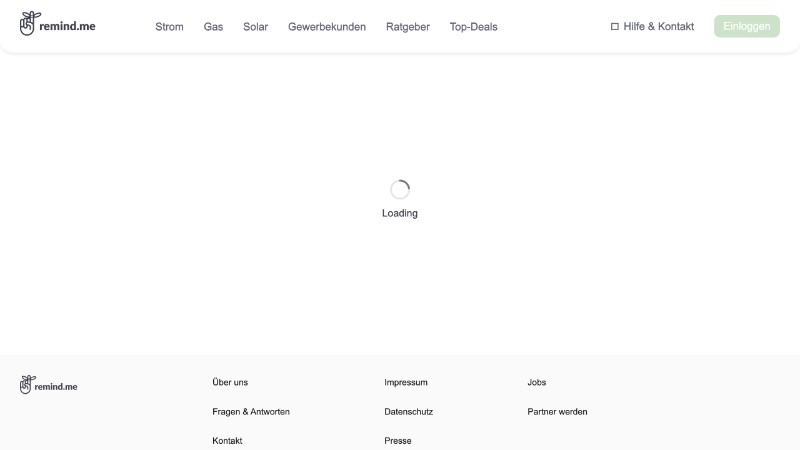 remind.me
Strom
Gas
Solar
Gewerbekunden
Ratgeber
Top-Deals
Hilfe & Kontakt
Einloggen
Loading
remind.me
Über uns
Impressum
Jobs
Fragen & Antworten
Datenschutz
Partner werden
Kontakt
Presse